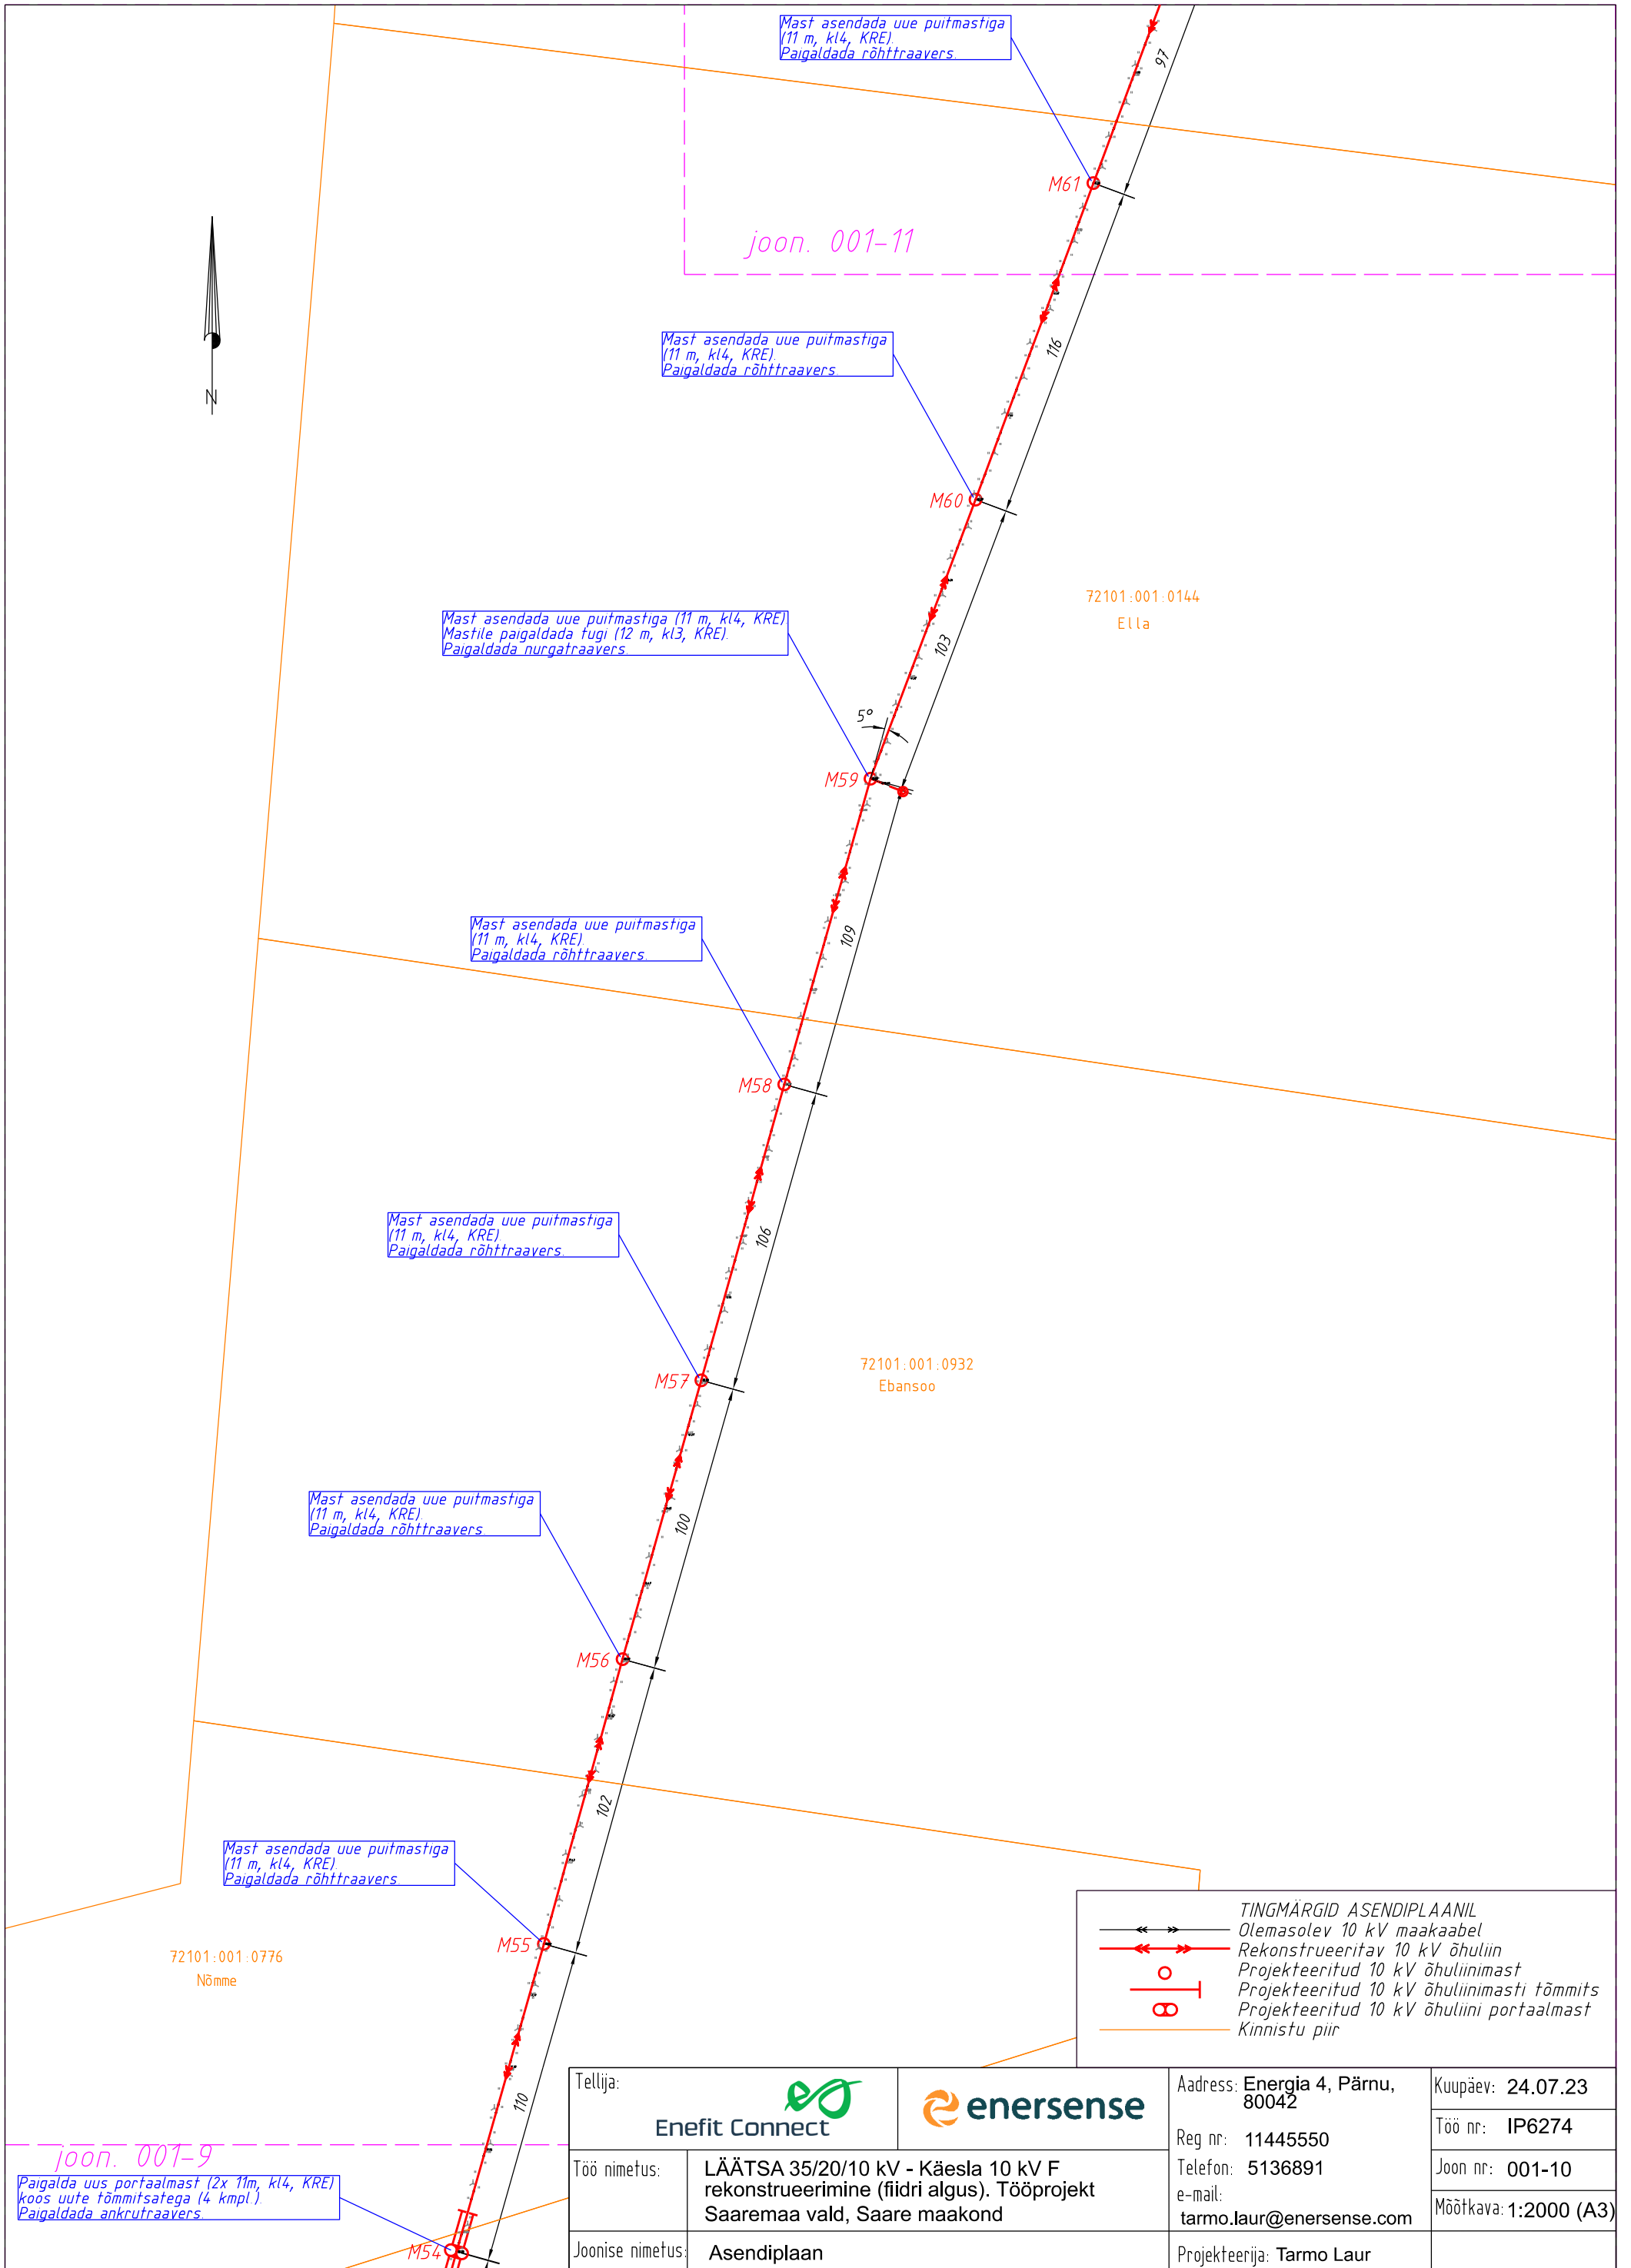 Mast asendada uue puitmastiga
(11 m, kl4, KRE).
Paigaldada rõhttraavers.
97
M61
joon. 001-11
Mast asendada uue puitmastiga
(11 m, kl4, KRE).
Paigaldada rõhttraavers.
116
N
M60
72101:001:0144
Ella
Mast asendada uue puitmastiga (11 m, kl4, KRE).
Mastile paigaldada tugi (12 m, kl3, KRE).
Paigaldada nurgatraavers.
103
5°
M59
Mast asendada uue puitmastiga
(11 m, kl4, KRE).
Paigaldada rõhttraavers.
109
M58
Mast asendada uue puitmastiga
(11 m, kl4, KRE).
Paigaldada rõhttraavers.
106
M57
72101:001:0932
Ebansoo
Mast asendada uue puitmastiga
(11 m, kl4, KRE).
Paigaldada rõhttraavers.
100
M56
102
Mast asendada uue puitmastiga
(11 m, kl4, KRE).
Paigaldada rõhttraavers.
M55
72101:001:0776
Nõmme
110
joon. 001-9
Paigalda uus portaalmast (2x 11m, kl4, KRE)
koos uute tõmmitsatega (4 kmpl.).
Paigaldada ankrutraavers.
M54
TINGMÄRGID ASENDIPLAANIL
Olemasolev 10 kV maakaabel
Rekonstrueeritav 10 kV õhuliin
Projekteeritud 10 kV õhuliinimast
Projekteeritud 10 kV õhuliinimasti tõmmits
Projekteeritud 10 kV õhuliini portaalmast
Kinnistu piir
Tellija:
Enefit Connect
enersense
Aadress: Energia 4, Pärnu,
80042
Reg nr: 11445550
Telefon: 5136891
e-mail:
tarmo.laur@enersense.com
Kuupäev: 24.07.23
Töö nr: IP6274
Joon nr: 001-10
Mõõtkava: 1:2000 (A3)
Töö nimetus:
LÄÄTSA 35/20/10 kV - Käesla 10 kV F
rekonstrueerimine (fiidri algus). Tööprojekt
Saaremaa vald, Saare maakond
Joonise nimetus: Asendiplaan
Projekteerija: Tarmo Laur